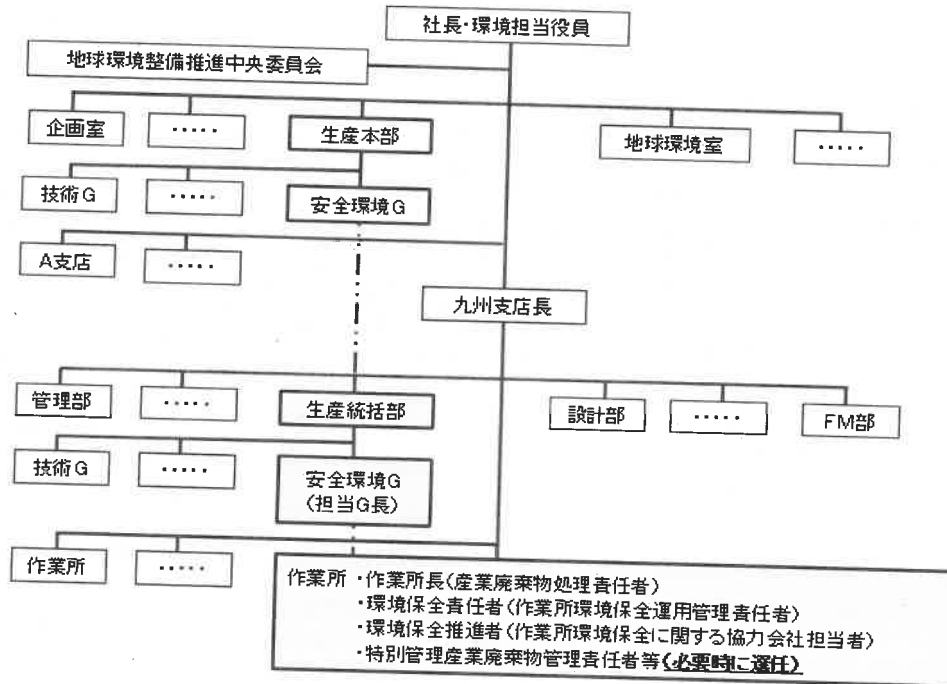 社長・環境担当役員
地球環境整備推進中央委員会
企画室
・・・・・
生産本部
地球環境室
・・・・・
技術G
・・・・・
安全環境G
A支店
・・・・・
九州支店長
管理部
・・・・・
生産統括部
設計部
・・・・・
FM部
技術G
・・・・・
安全環境G
(担当G長)
作業所
・・・・・
作業所 ・作業所長(産業廃棄物処理責任者)
・環境保全責任者(作業所環境保全運用管理責任者)
・環境保全推進者(作業所環境保全に関する協力会社担当者)
・特別管理産業廃棄物管理責任者等(必要時に選任)